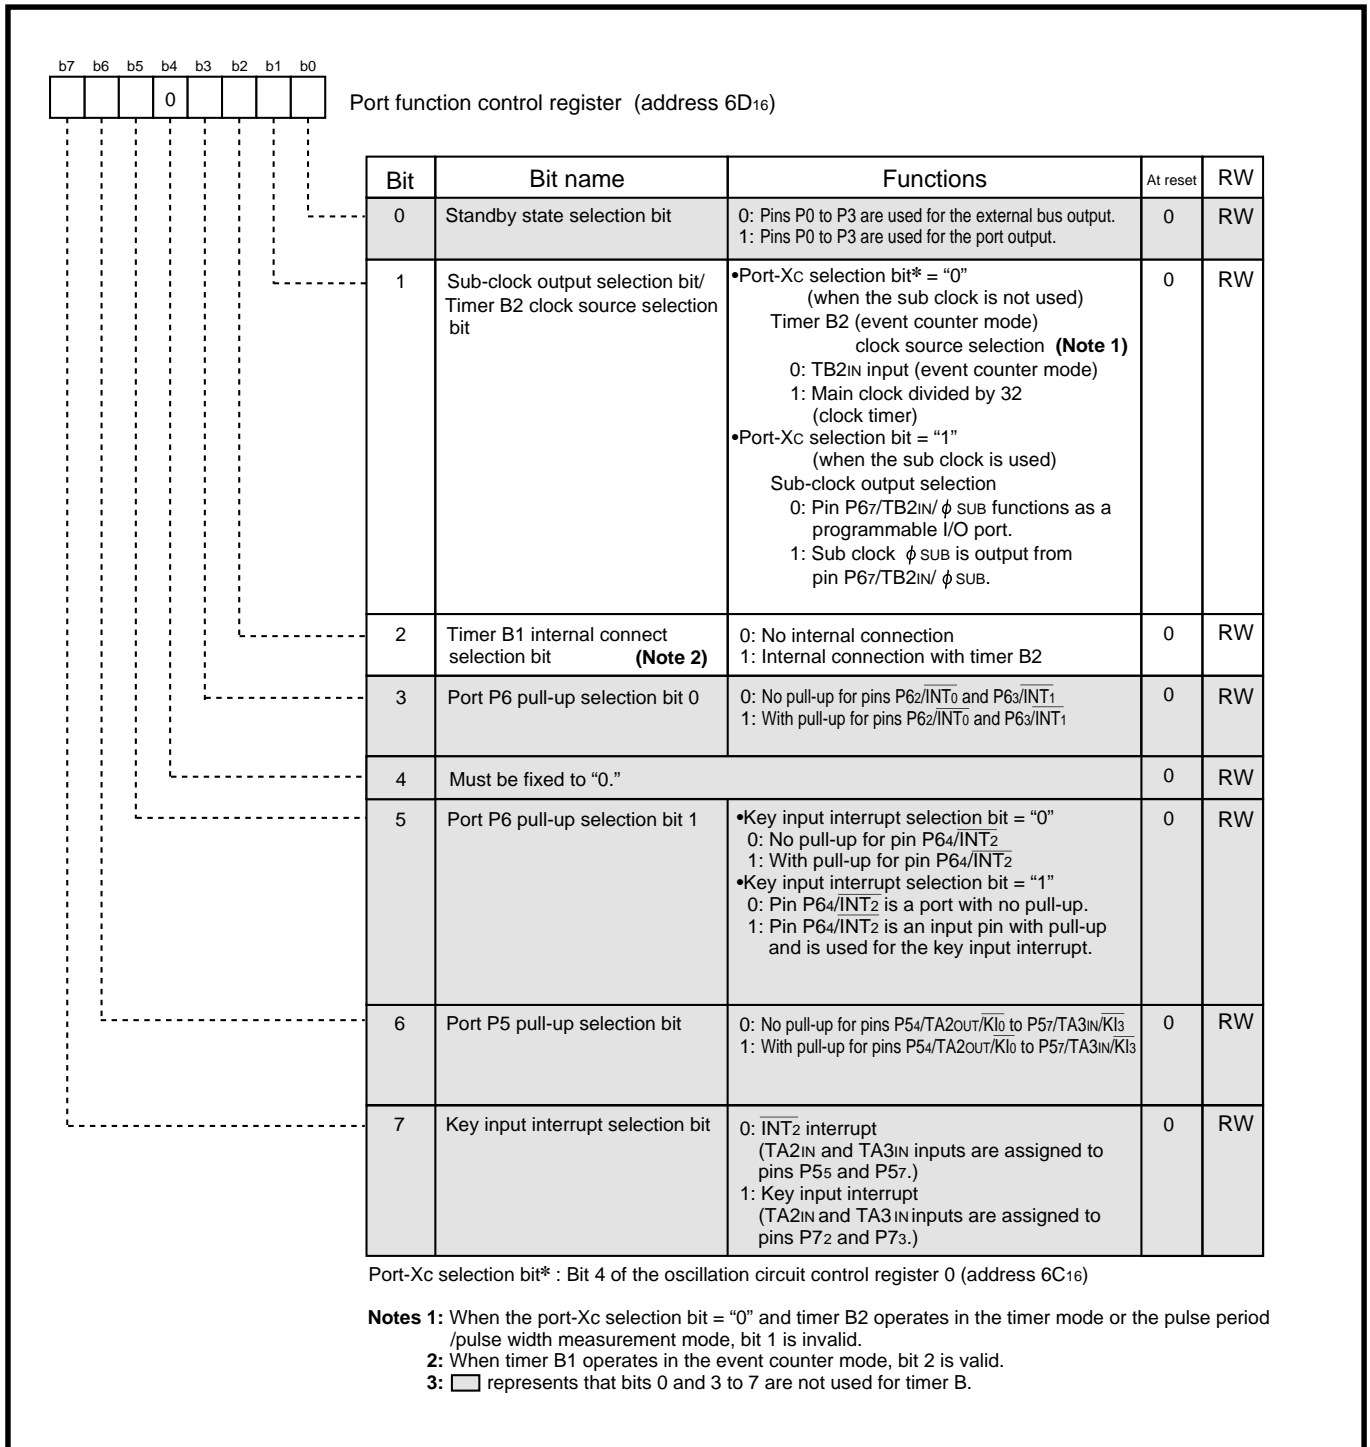 b7 b6 b5 b4 b3 b2 b1 b0
0
Port function control register (address 6D16)
Bit Bit name Functions At reset RW
0 Standby state selection bit 0: Pins P0 to P3 are used for the external bus output. 0 RW
1: Pins P0 to P3 are used for the port output.
1 Sub-clock output selection bit/ •Port-XC selection bit* = “0” 0 RW
Timer B2 clock source selection (when the sub clock is not used)
bit Timer B2 (event counter mode)
clock source selection (Note 1)
0: TB2IN input (event counter mode)
1: Main clock divided by 32
(clock timer)
•Port-XC selection bit = “1”
(when the sub clock is used)
Sub-clock output selection
0: Pin P67/TB2IN/ ϕ SUB functions as a
programmable I/O port.
1: Sub clock ϕ SUB is output from
pin P67/TB2IN/ ϕ SUB.
2 Timer B1 internal connect 0: No internal connection 0 RW
selection bit (Note 2) 1: Internal connection with timer B2
3 Port P6 pull-up selection bit 0 0: No pull-up for pins P62/INT0 and P63/INT1 0 RW
1: With pull-up for pins P62/INT0 and P63/INT1
4 Must be fixed to “0.” 0 RW
5 Port P6 pull-up selection bit 1 •Key input interrupt selection bit = “0” 0 RW
0: No pull-up for pin P64/INT2
1: With pull-up for pin P64/INT2
•Key input interrupt selection bit = “1”
0: Pin P64/INT2 is a port with no pull-up.
1: Pin P64/INT2 is an input pin with pull-up
and is used for the key input interrupt.
6 Port P5 pull-up selection bit 0: No pull-up for pins P54/TA2OUT/KI0 to P57/TA3IN/KI3 0 RW
1: With pull-up for pins P54/TA2OUT/KI0 to P57/TA3IN/KI3
7 Key input interrupt selection bit 0: INT2 interrupt 0 RW
(TA2IN and TA3IN inputs are assigned to
pins P55 and P57.)
1: Key input interrupt
(TA2IN and TA3IN inputs are assigned to
pins P72 and P73.)
Port-Xc selection bit* : Bit 4 of the oscillation circuit control register 0 (address 6C16)
Notes 1: When the port-Xc selection bit = “0” and timer B2 operates in the timer mode or the pulse period
/pulse width measurement mode, bit 1 is invalid.
2: When timer B1 operates in the event counter mode, bit 2 is valid.
3: represents that bits 0 and 3 to 7 are not used for timer B.